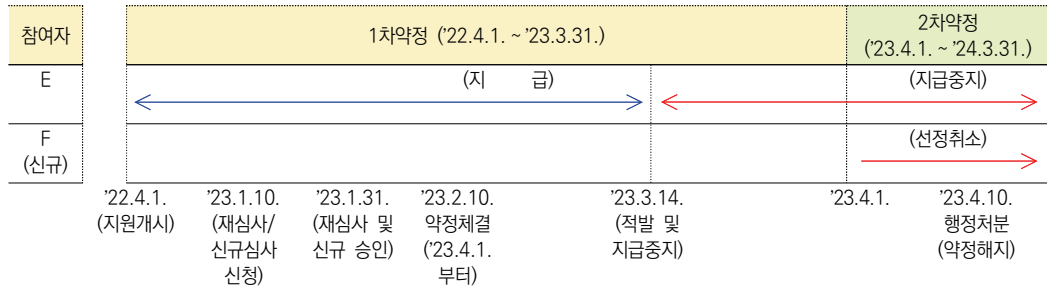 참여자
1차약정 (’22.4.1. ~ ’23.3.31.)
2차약정
(’23.4.1. ~ ’24.3.31.)
E
(지 급)
(지급중지)
F
(신규)
(선정취소)
’22.4.1.
(지원개시)
’23.1.10.
(재심사/
신규심사
신청)
’23.1.31.
(재심사 및
신규 승인)
’23.2.10.
약정체결
(’23.4.1.
부터)
’23.3.14.
(적발 및
지급중지)
’23.4.1.
’23.4.10.
행정처분
(약정해지)